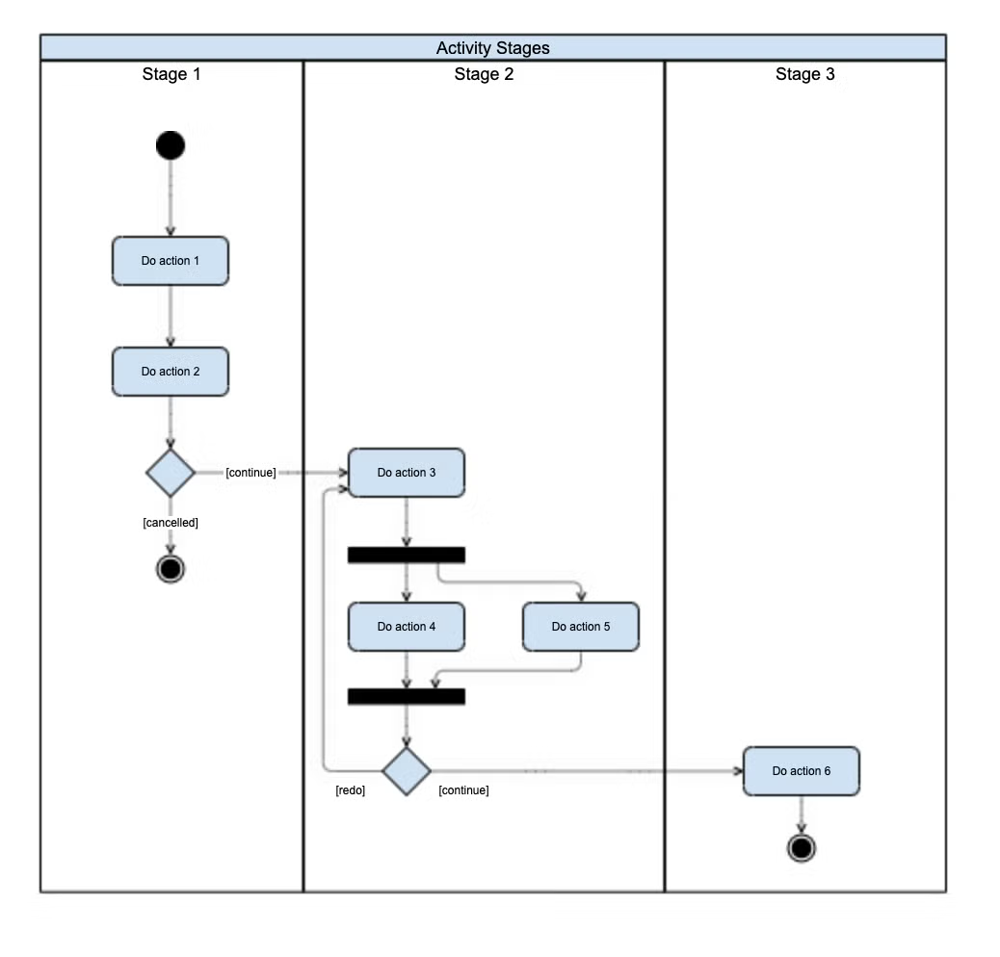 Activity Stages
Stage 1
Stage 2
Stage 3
Do action 1
Do action 2
[continue]
Do action 3
[cancelled]
Do action 4
Do action 5
Do action 6
[redo]
[continue]